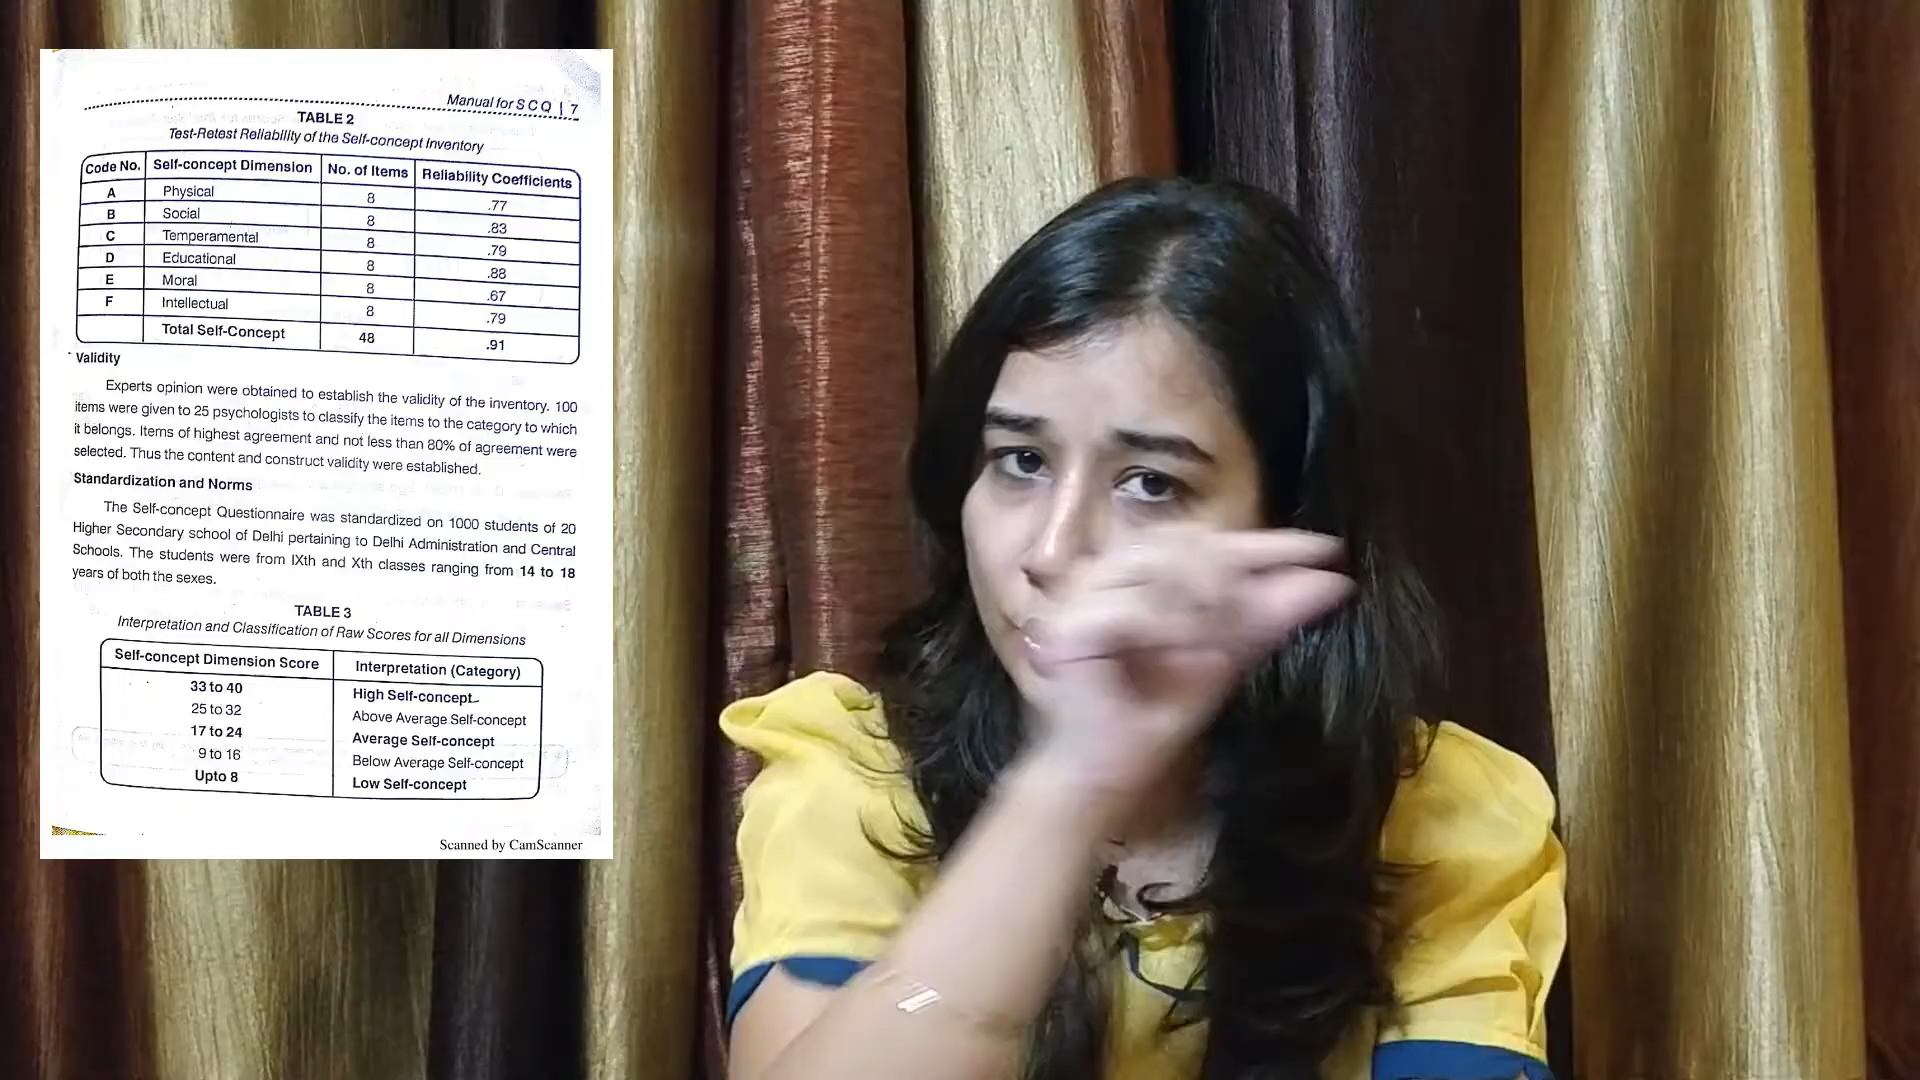 Manual for S C Q | 7
TABLE 2
Test-Retest Reliability of the Self-concept Inventory
Code No. Self-concept Dimension No. of Items Reliability Coefficients
A Physical 8 .77
B Social 8 .83
C Temperamental 8 .79
D Educational 8 .88
E Moral 8 .67
F Intellectual 8 .79
Total Self-Concept 48 .91
Validity
Experts opinion were obtained to establish the validity of the inventory. 100
items were given to 25 psychologists to classify the items to the category to which
it belongs. Items of highest agreement and not less than 80% of agreement were
selected. Thus the content and construct validity were established.
Standardization and Norms
The Self-concept Questionnaire was standardized on 1000 students of 20
Higher Secondary school of Delhi pertaining to Delhi Administration and Central
Schools. The students were from IXth and Xth classes ranging from 14 to 18
years of both the sexes.
TABLE 3
Interpretation and Classification of Raw Scores for all Dimensions
Self-concept Dimension Score Interpretation (Category)
33 to 40 High Self-concept
25 to 32 Above Average Self-concept
17 to 24 Average Self-concept
9 to 16 Below Average Self-concept
Upto 8 Low Self-concept
Scanned by CamScanner